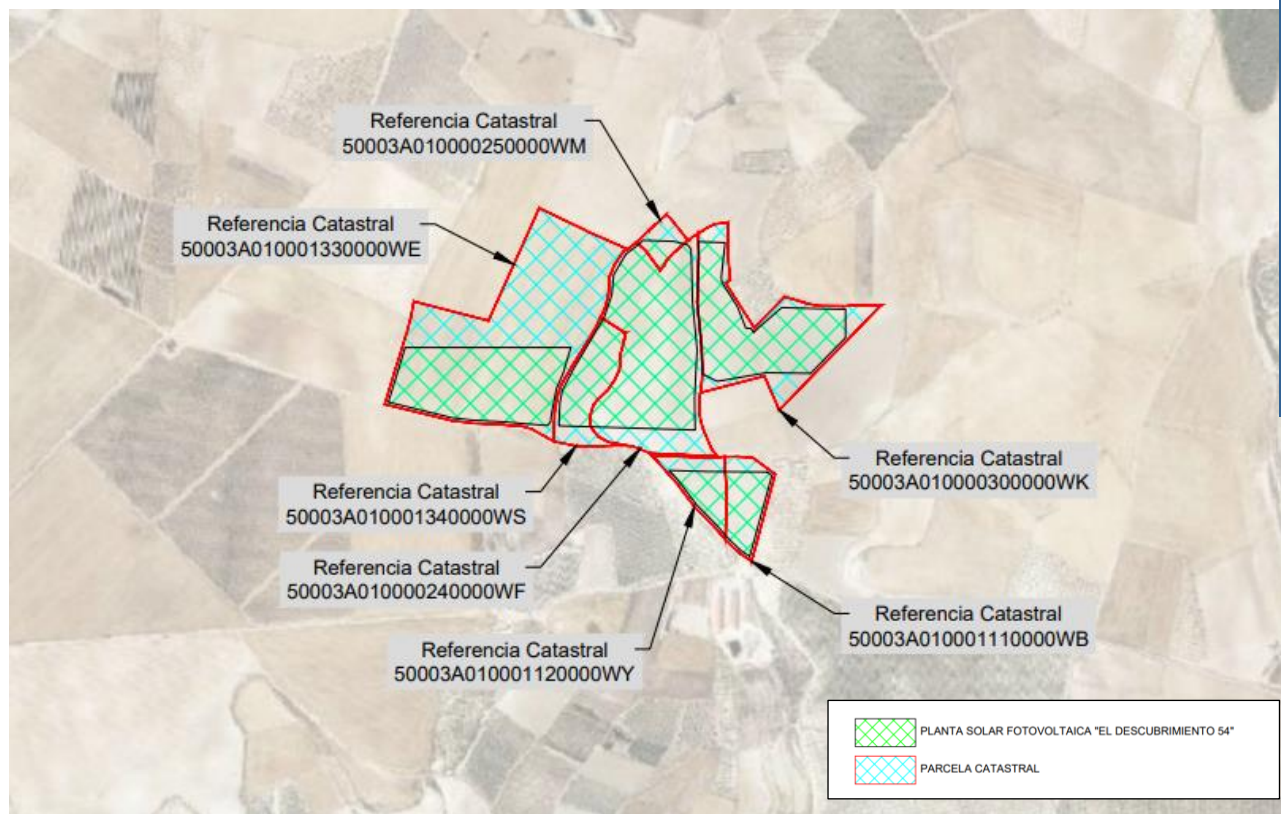 Referencia Catastral
50003A010000250000WM
Referencia Catastral
50003A010001330000WE
Referencia Catastral
50003A010000300000WK
Referencia Catastral
50003A010001340000WS
Referencia Catastral
50003A010000240000WF
Referencia Catastral
50003A010001110000WB
Referencia Catastral
50003A010001120000WY
PLANTA SOLAR FOTOVOLTAICA "EL DESCUBRIMIENTO 54"
PARCELA CATASTRAL